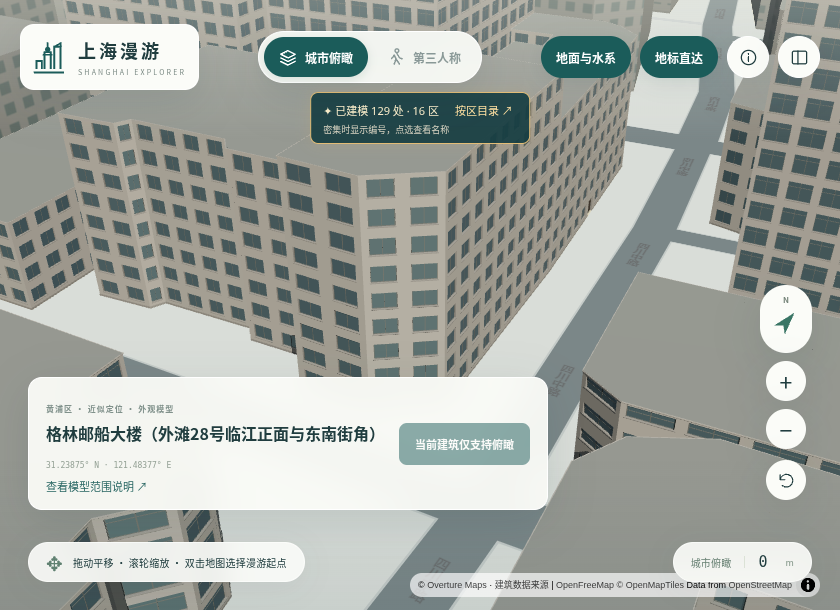 上海漫游
SHANGHAI EXPLORER
城市俯瞰
第三人称
地面与水系
地标直达
✦ 已建模 129 处 · 16 区 按区目录 ↗
密集时显示编号，点选查看名称
N
黄浦区 · 近似定位 · 外观模型
格林邮船大楼（外滩28号临江正面与东南街角）
当前建筑仅支持俯瞰
31.23875° N · 121.48377° E
查看模型范围说明 ↗
拖动平移 · 滚轮缩放 · 双击地图选择漫游起点
城市俯瞰 0 m
© Overture Maps · 建筑数据来源 | OpenFreeMap © OpenMapTiles Data from OpenStreetMap